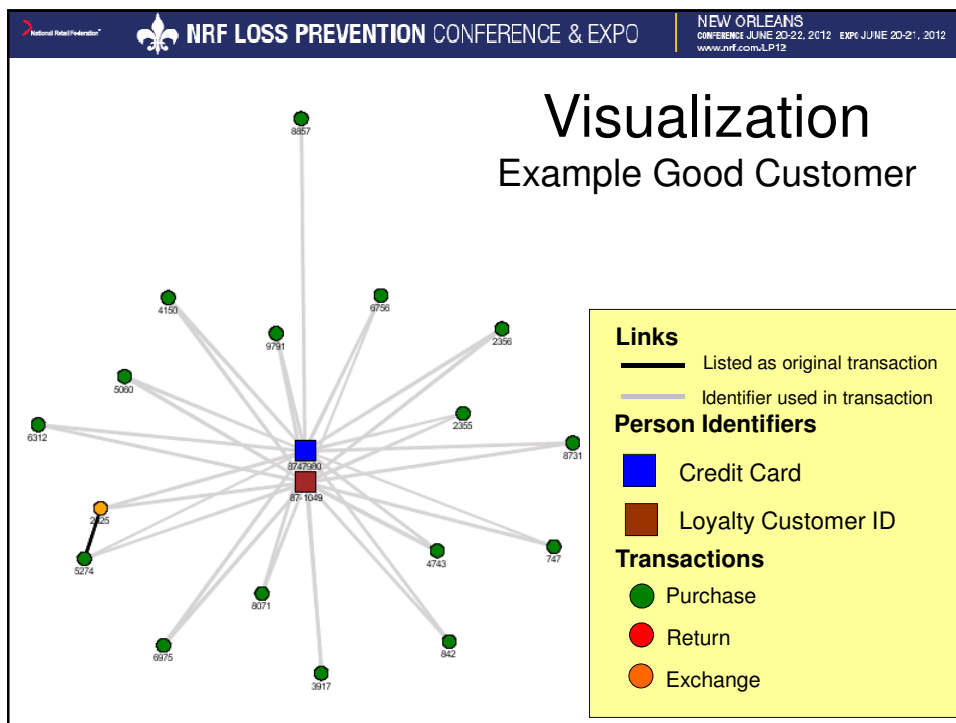 National Retail Federation
NRF LOSS PREVENTION CONFERENCE & EXPO
NEW ORLEANS
CONFERENCE JUNE 20-22, 2012 EXPO JUNE 20-21, 2012
www.nrf.com/LP12
Visualization
Example Good Customer
8857
4150
6756
9791
2356
5060
2355
6312
8731
8747980
87-1049
5274
4743
747
8071
6975
842
3917
Links
Listed as original transaction
Identifier used in transaction
Person Identifiers
Credit Card
Loyalty Customer ID
Transactions
Purchase
Return
Exchange